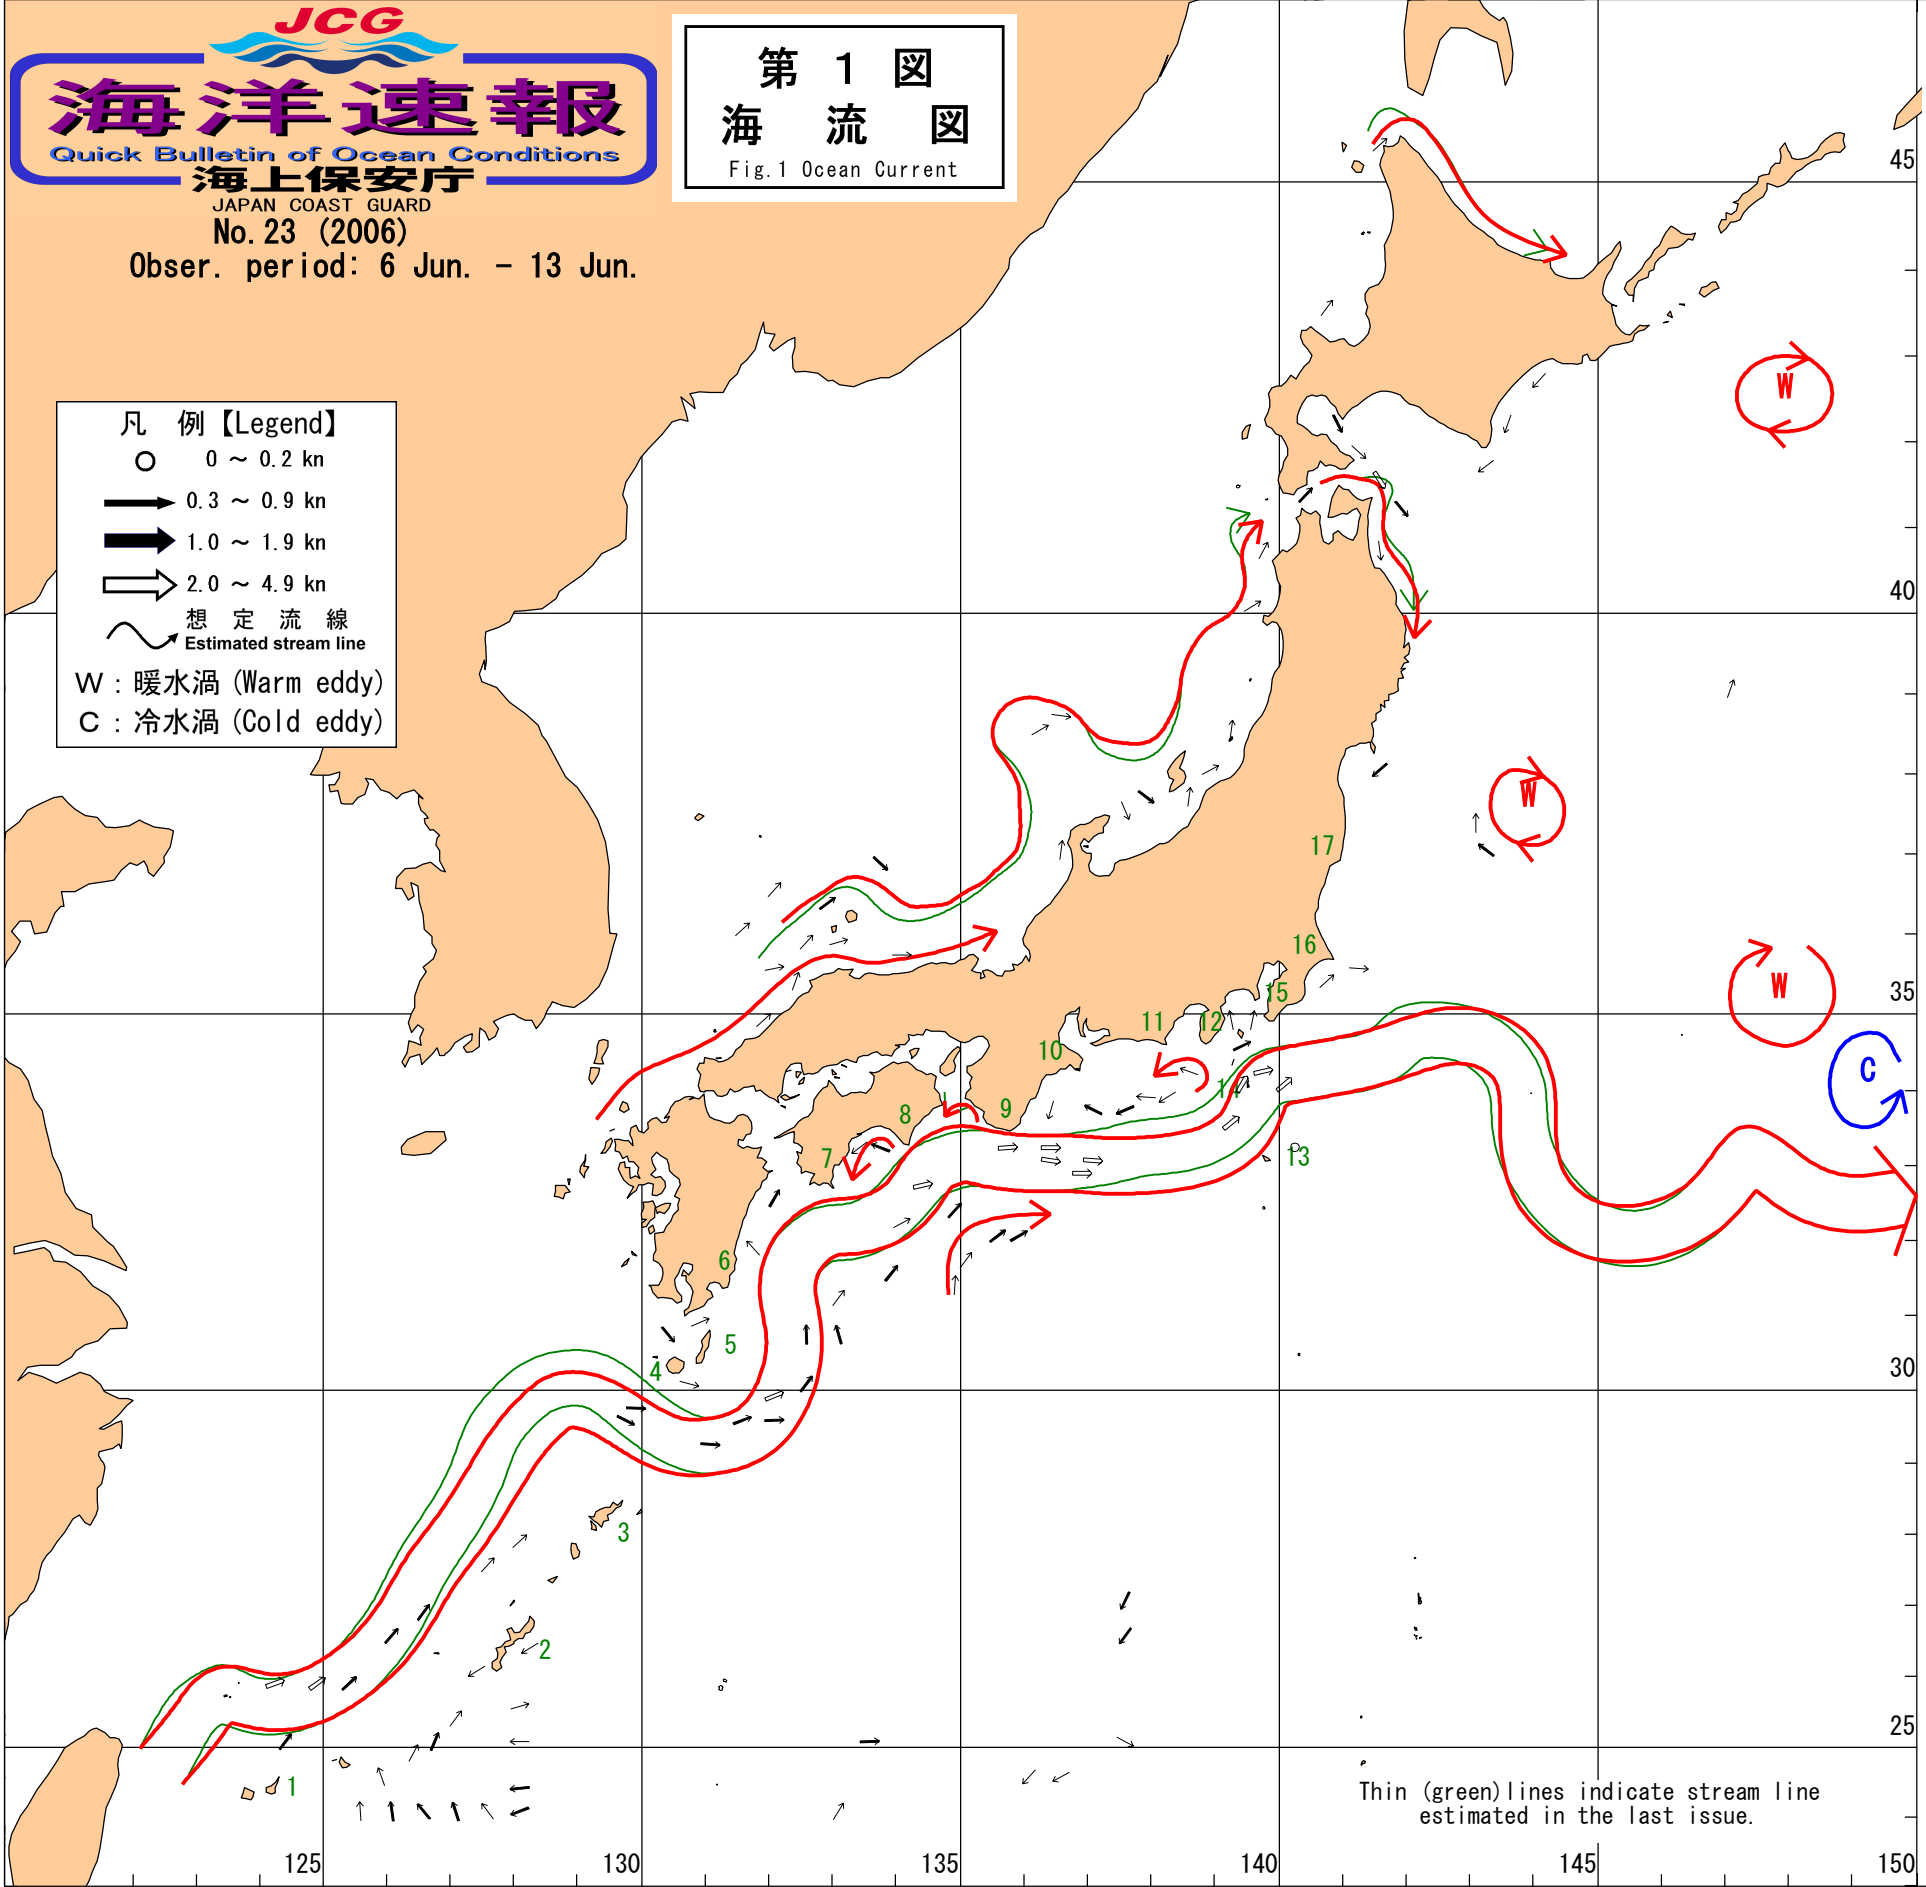 JCG
海洋速報
Quick Bulletin of Ocean Conditions
海上保安庁
JAPAN COAST GUARD
No.23 (2006)
Obser. period: 6 Jun. - 13 Jun.
第 1 図
海 流 図
Fig.1 Ocean Current
凡 例【Legend】
0 ～ 0.2 kn
0.3 ～ 0.9 kn
1.0 ～ 1.9 kn
2.0 ～ 4.9 kn
想 定 流 線
Estimated stream line
W : 暖水渦 (Warm eddy)
C : 冷水渦 (Cold eddy)
45
W
40
W
17
16
W
35
15
11
12
10
C
14
8
9
7
13
6
5
4
30
3
2
25
1
Thin (green)lines indicate stream line
estimated in the last issue.
125
130
135
140
145
150